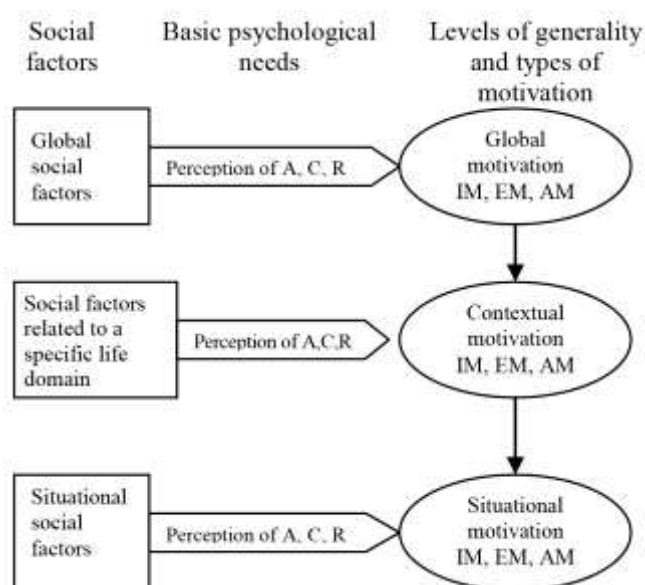 Social
factors
Basic psychological
needs
Levels of generality
and types of
motivation
Global
social
factors
Perception of A, C, R
Global
motivation
IM, EM, AM
Social factors
related to a
specific life
domain
Perception of A,C,R
Contextual
motivation
IM, EM, AM
Situational
social
factors
Perception of A, C, R
Situational
motivation
IM, EM, AM